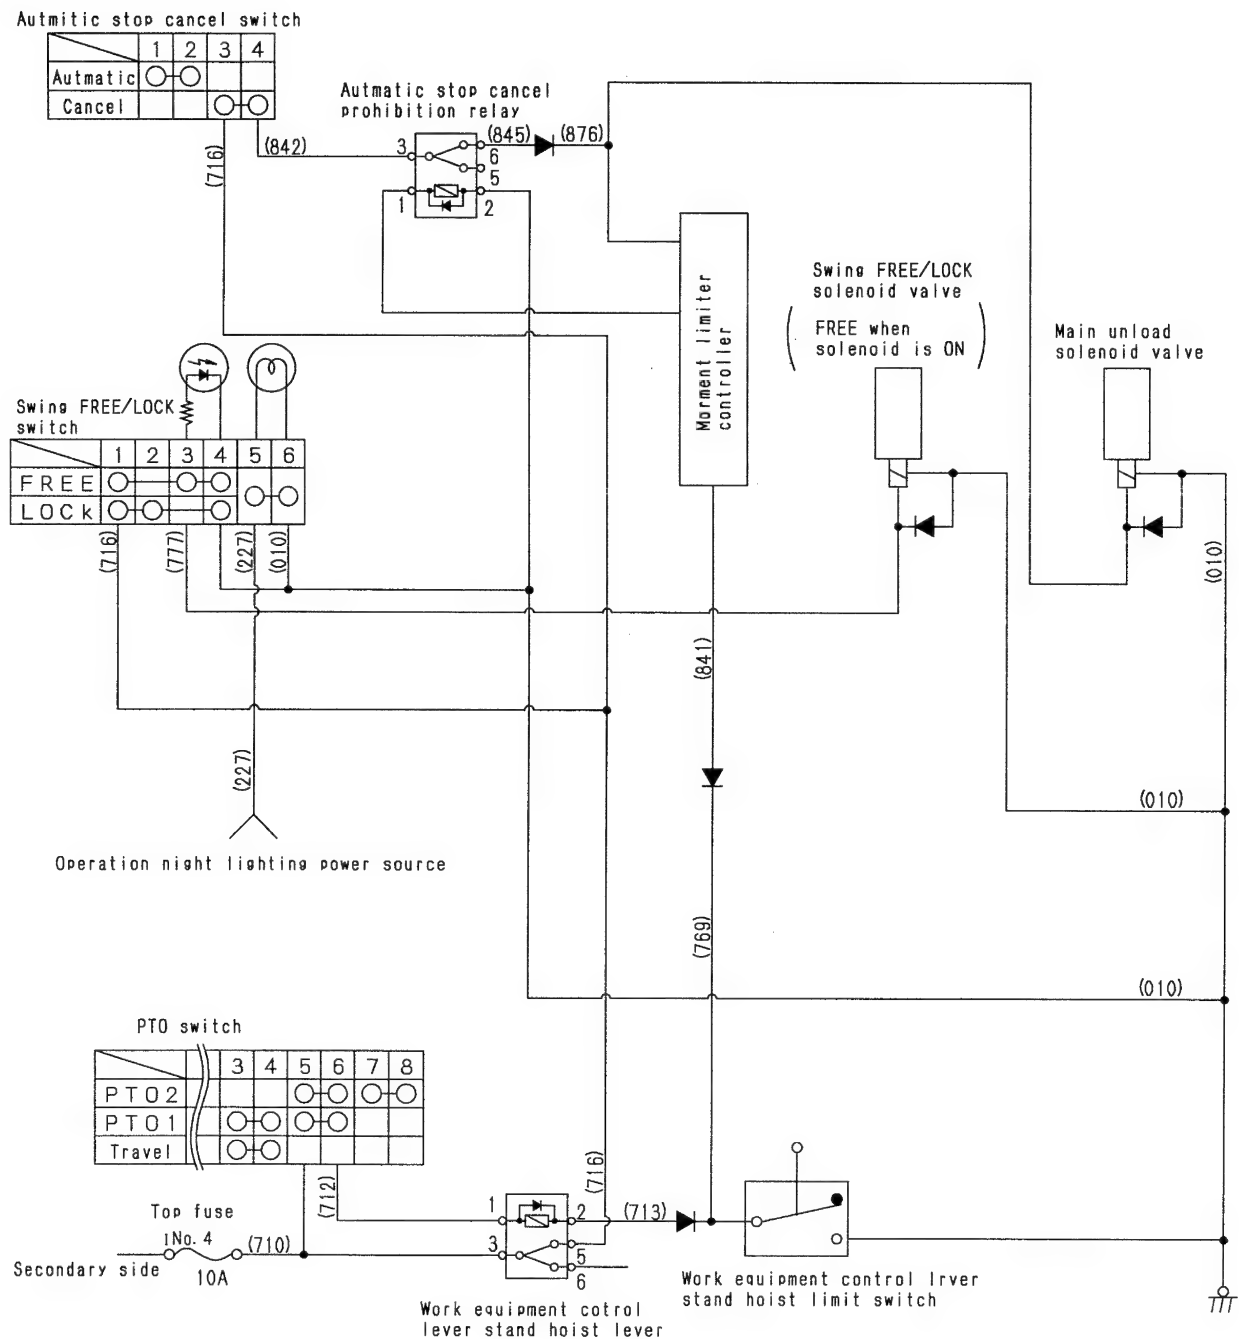 Autmitic stop cancel switch
1 2 3 4
Autmatic
Cancel
Autmatic stop cancel
prohibition relay
(716)
(842)
3
(845)
(876)
6
5
1
2
Morment limiter
controller
Swing FREE/LOCK
solenoid valve
(FREE when
solenoid is ON)
Main unload
solenoid valve
Swing FREE/LOCK
switch
1 2 3 4 5 6
FREE
LOCk
(716)
(777)
(227)
(010)
(010)
(841)
(227)
(010)
Operation night lighting power source
(769)
(010)
PTO switch
3 4 5 6 7 8
PTO2
PTO1
Travel
(712)
(716)
Top fuse
1No. 4
(710)
10A
Secondary side
1
2
(713)
3
5
6
Work equipment cotrol
lever stand hoist lever
Work equipment control lrver
stand hoist limit switch